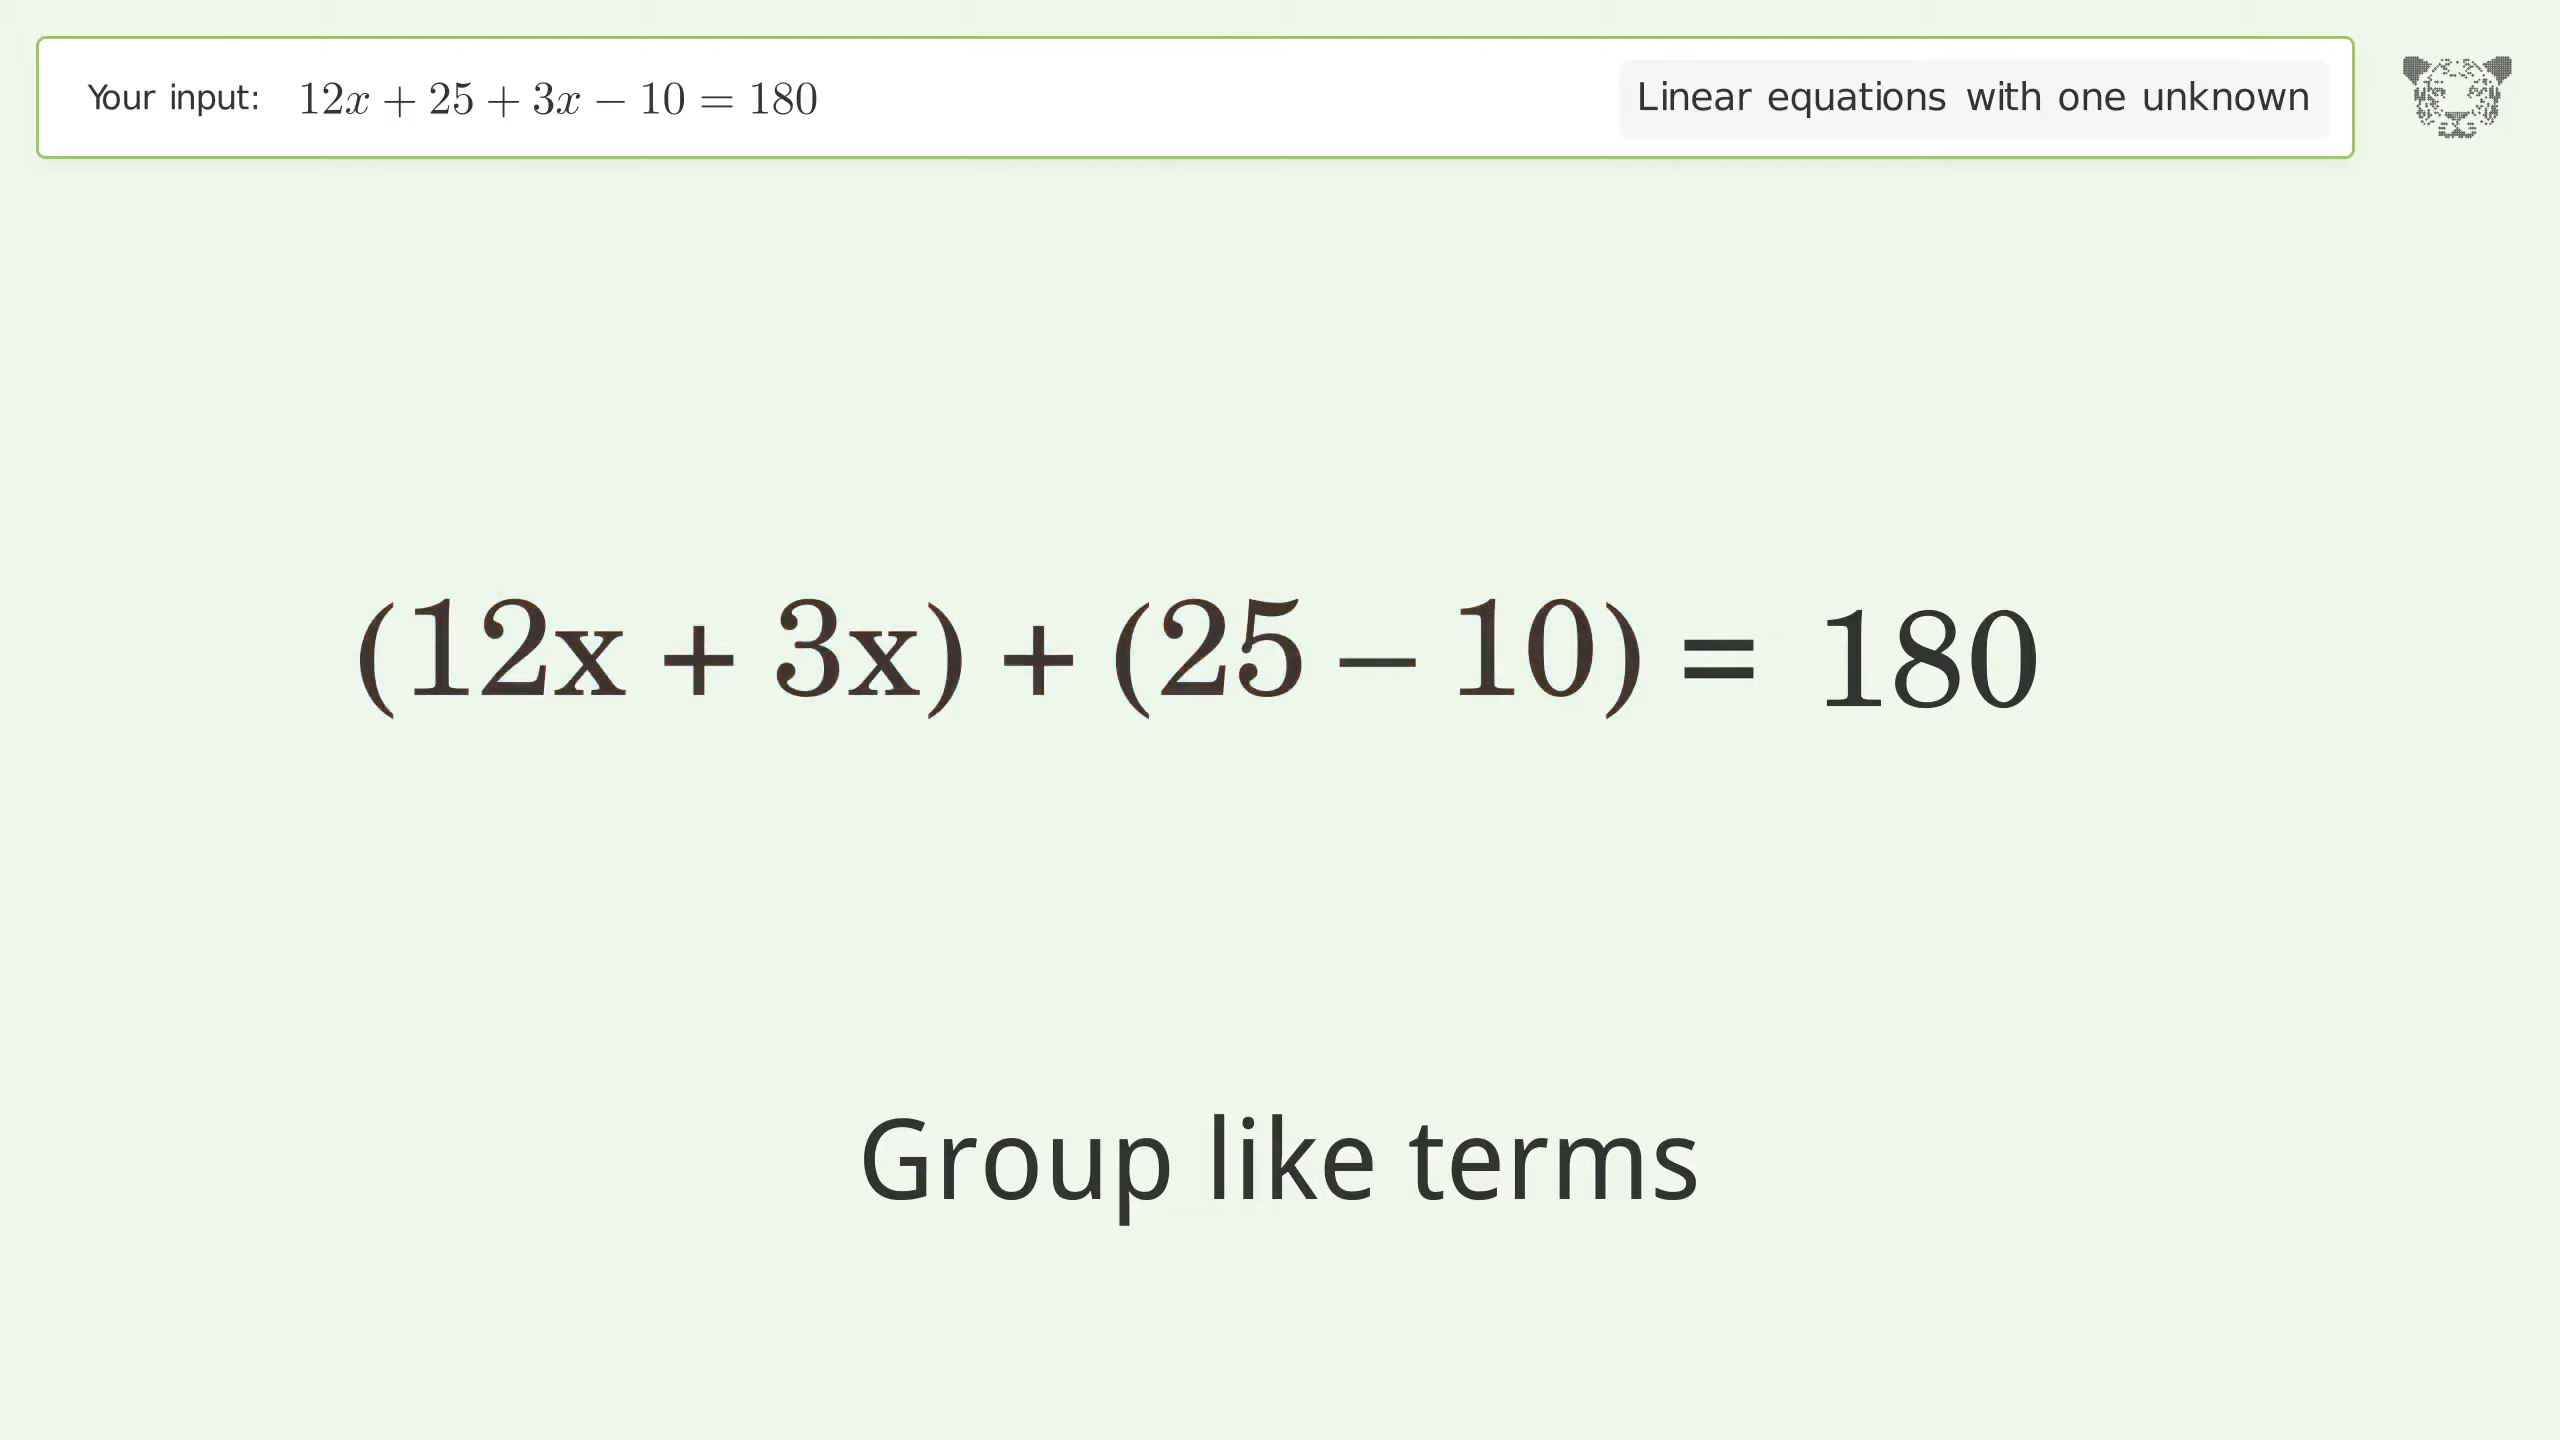 Your input: 12x + 25 + 3x − 10 = 180
Linear equations with one unknown
(12x + 3x) + (25 − 10) = 180
Group like terms